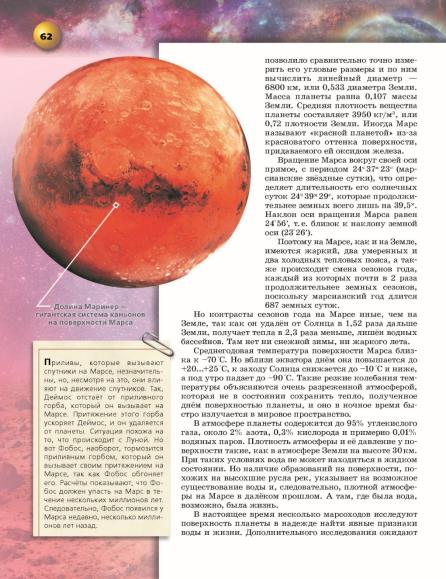 62
позволило сравнительно точно изме-
рить его угловые размеры и по ним
вычислить линейный диаметр —
6800 км, или 0,533 диаметра Земли.
Масса планеты равна 0,107 массы
Земли. Средняя плотность вещества
планеты составляет 3950 кг/м³, или
0,72 плотности Земли. Иногда Марс
называют «красной планетой» из-за
красноватого оттенка поверхности,
придаваемого ей оксидом железа.
Вращение Марса вокруг своей оси
прямое, с периодом 24ч37м23с (мар-
сианские звёздные сутки), что опре-
деляет длительность его солнечных
суток 24ч39м29с, которые продолжи-
тельнее земных всего лишь на 39,5м.
Наклон оси вращения Марса равен
24°56′, т. е. близок к наклону земной
оси (23°26′).
Поэтому на Марсе, как и на Земле,
имеются жаркий, два умеренных и
два холодных тепловых пояса, а так-
же происходит смена сезонов года,
каждый из которых почти в 2 раза
продолжительнее земных сезонов,
поскольку марсианский год длится
687 земных суток.
Долина Маринер —
гигантская система каньонов
на поверхности Марса
Но контрасты сезонов года на Марсе иные, чем на
Земле, так как он удалён от Солнца в 1,52 раза дальше
Земли, получает тепла в 2,3 раза меньше, лишён водных
бассейнов. Там нет ни снежной зимы, ни жаркого лета.
Среднегодовая температура поверхности Марса близ-
ка к −70°C. Но вблизи экватора днём она повышается до
+20...+25°C, к заходу Солнца снижается до −10°C и ниже,
а под утро падает до −90°C. Такие резкие колебания тем-
пературы объясняются очень разреженной атмосферой,
которая не в состоянии сохранить тепло, полученное
днём поверхностью планеты, и оно в ночное время бы-
стро излучается в мировое пространство.
В атмосфере планеты содержится до 95% углекислого
газа, около 2% азота, 0,3% кислорода и примерно 0,01%
водяных паров. Плотность атмосферы и её давление у по-
верхности такие, как в атмосфере Земли на высоте 30 км.
При таких условиях вода не может находиться в жидком
состоянии. Но наличие образований на поверхности, по-
хожих на высохшие русла рек, указывает на возможное
существование воды и, следовательно, плотной атмосфе-
ры на Марсе в далёком прошлом. А там, где была вода,
возможно, была жизнь.
В настоящее время несколько марсоходов исследуют
поверхность планеты в надежде найти явные признаки
воды и жизни. Дополнительного исследования ожидают
Приливы, которые вызывают
спутники на Марсе, незначитель-
ны, но, несмотря на это, они вли-
яют на движение спутников. Так,
Деймос отстаёт от приливного
горба, который он вызывает на
Марсе. Притяжение этого горба
ускоряет Деймос, и он удаляется
от планеты. Ситуация похожа на
то, что происходит с Луной. Но
вот Фобос, наоборот, тормозится
приливным горбом, который он
вызывает своим притяжением на
Марсе, так как Фобос обгоняет
его. Расчёты показывают, что Фо-
бос должен упасть на Марс в те-
чение нескольких миллионов лет.
Следовательно, Фобос появился у
Марса недавно, несколько милли-
онов лет назад.